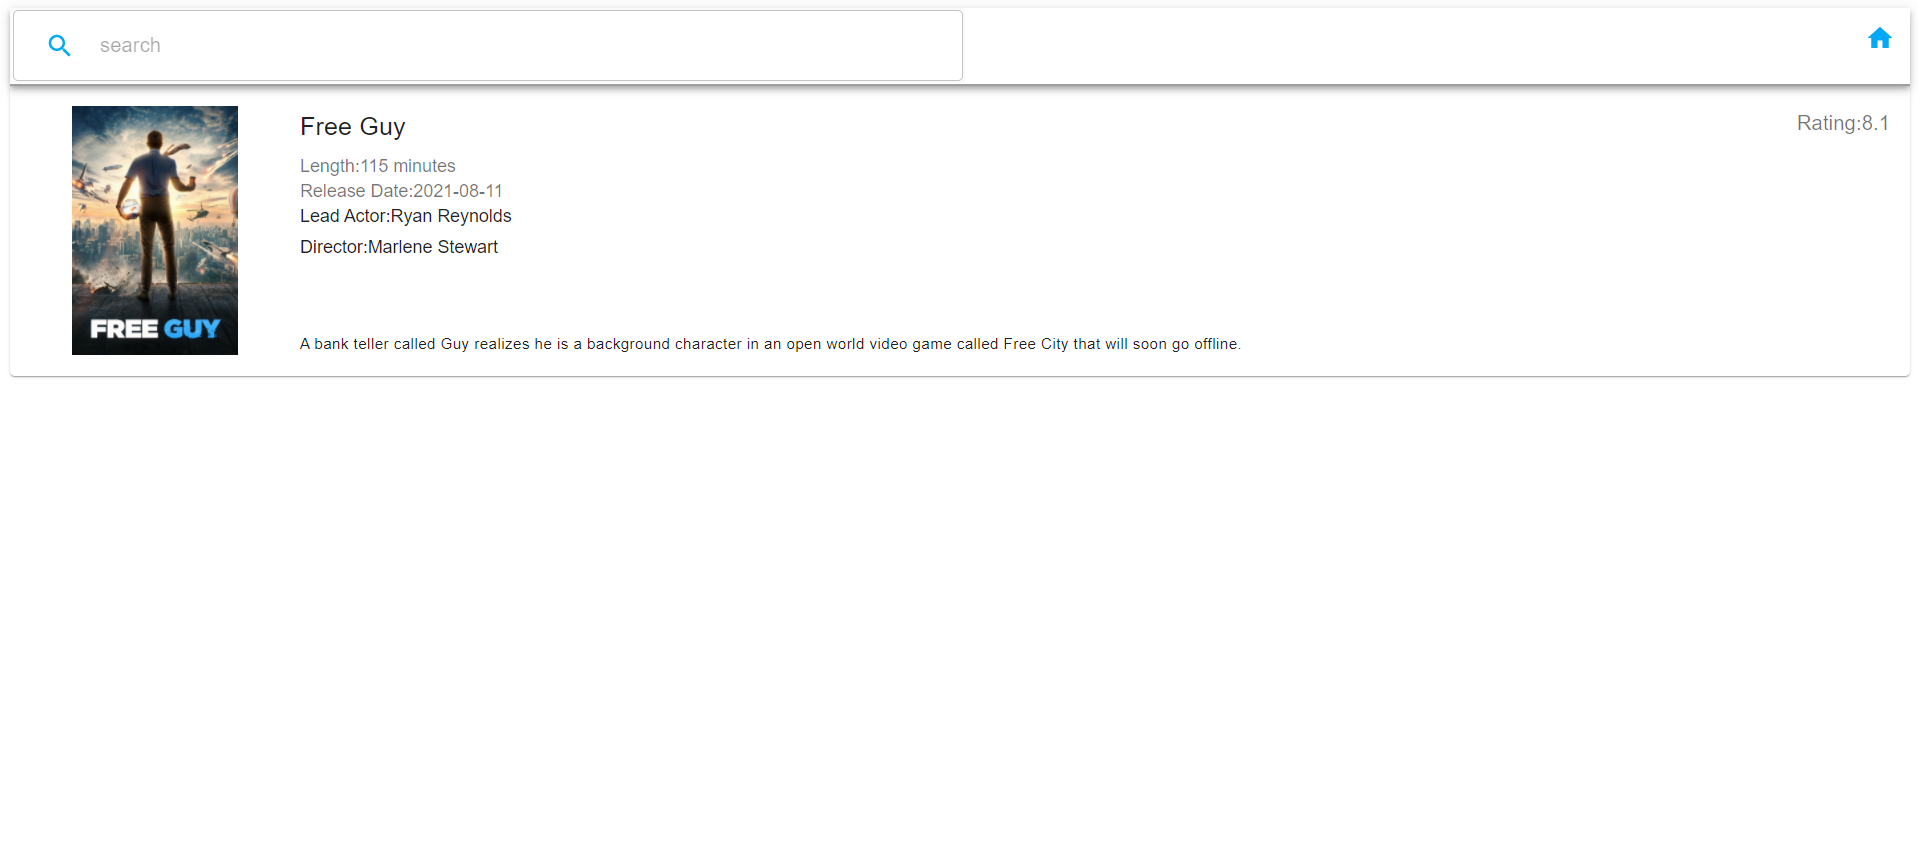 search
Free Guy
Rating:8.1
Length:115 minutes
Release Date:2021-08-11
Lead Actor:Ryan Reynolds
Director:Marlene Stewart
FREE GUY
A bank teller called Guy realizes he is a background character in an open world video game called Free City that will soon go offline.